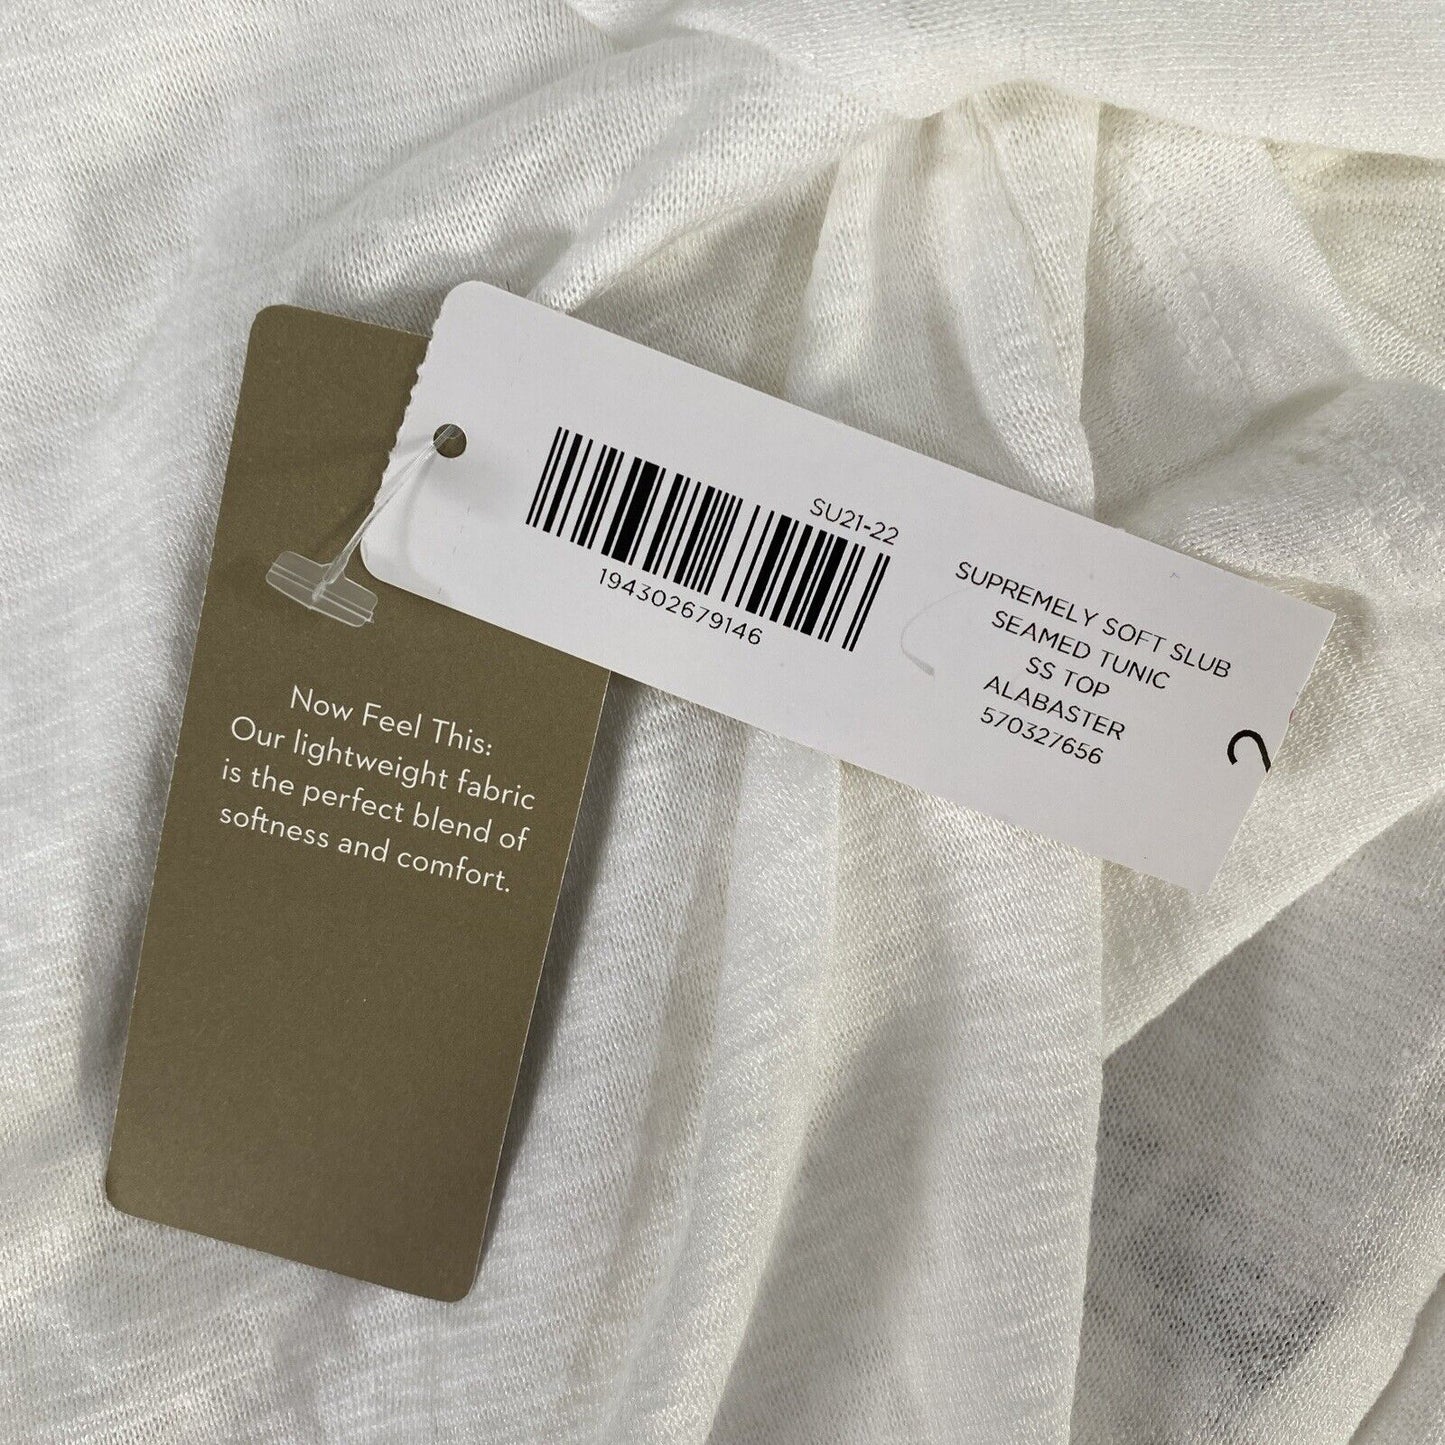 SU21-22
194302679146
SUPREMELY SOFT SLUB
SEAMED TUNIC
SS TOP
ALABASTER
570327656
Now Feel This:
Our lightweight fabric
is the perfect blend of
softness and comfort.